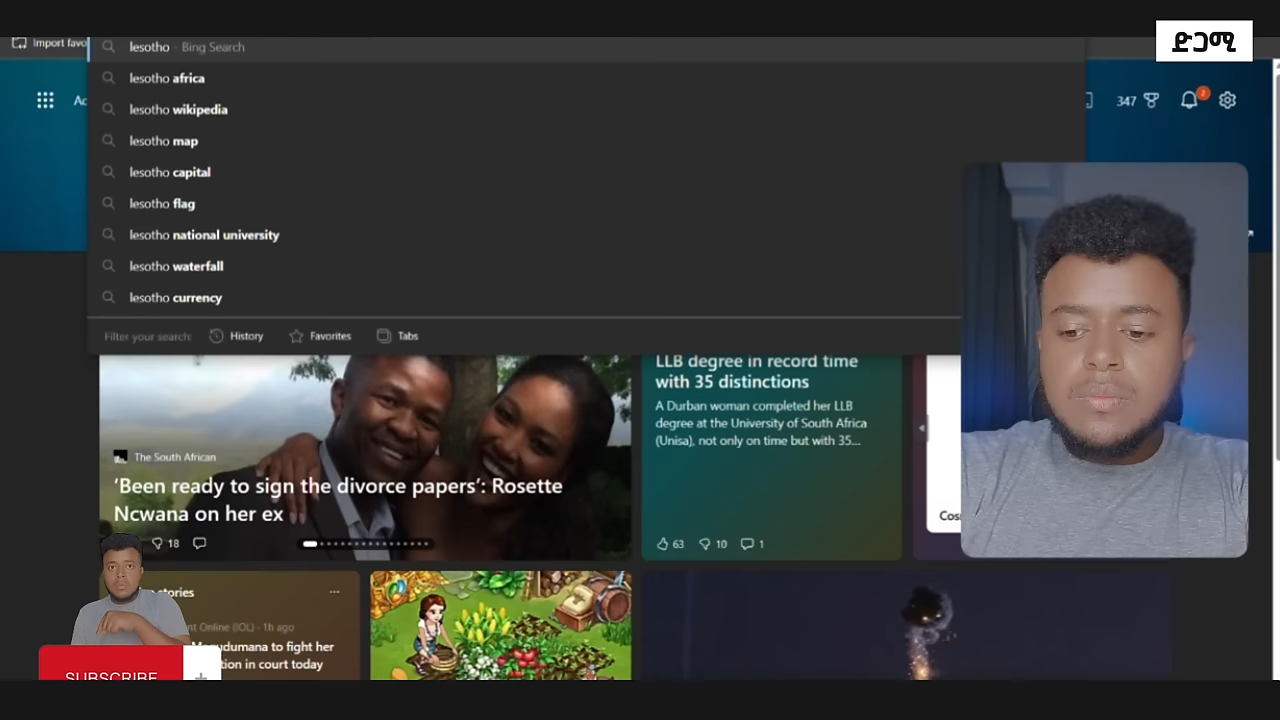 ድጋሚ
Import favo
lesotho - Bing Search
lesotho africa
lesotho wikipedia
lesotho map
lesotho capital
lesotho flag
lesotho national university
lesotho waterfall
lesotho currency
347
2
Filter your search:
History
Favorites
Tabs
The South African
'Been ready to sign the divorce papers': Rosette
Ncwana on her ex
18
LLB degree in record time
with 35 distinctions
A Durban woman completed her LLB
degree at the University of South Africa
(Unisa), not only on time but with 35...
63
10
1
stories
nt Online (IOL) · 1h ago
Magudumana to fight her
tion in court today
SUBSCRIBE